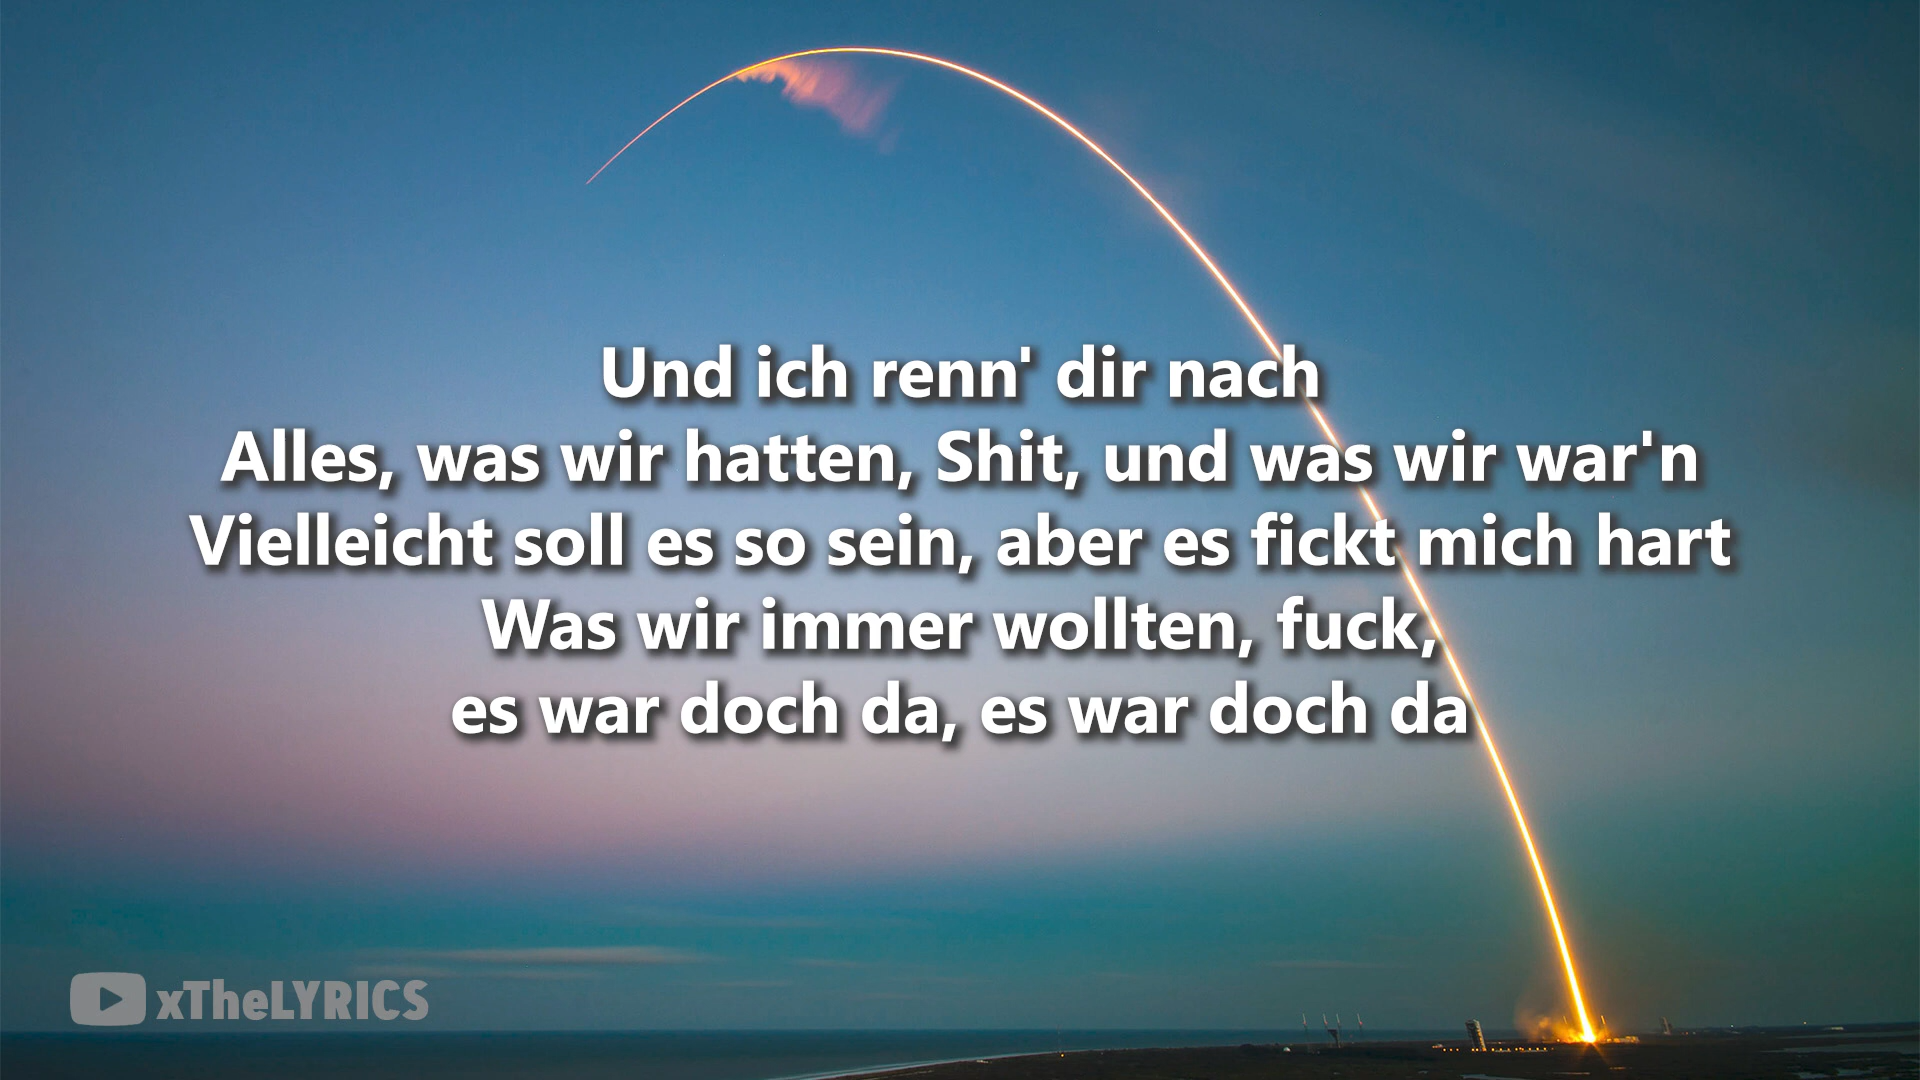 Und ich renn' dir nach
Alles, was wir hatten, Shit, und was wir war'n
Vielleicht soll es so sein, aber es fickt mich hart
Was wir immer wollten, fuck,
es war doch da, es war doch da
xTheLYRICS